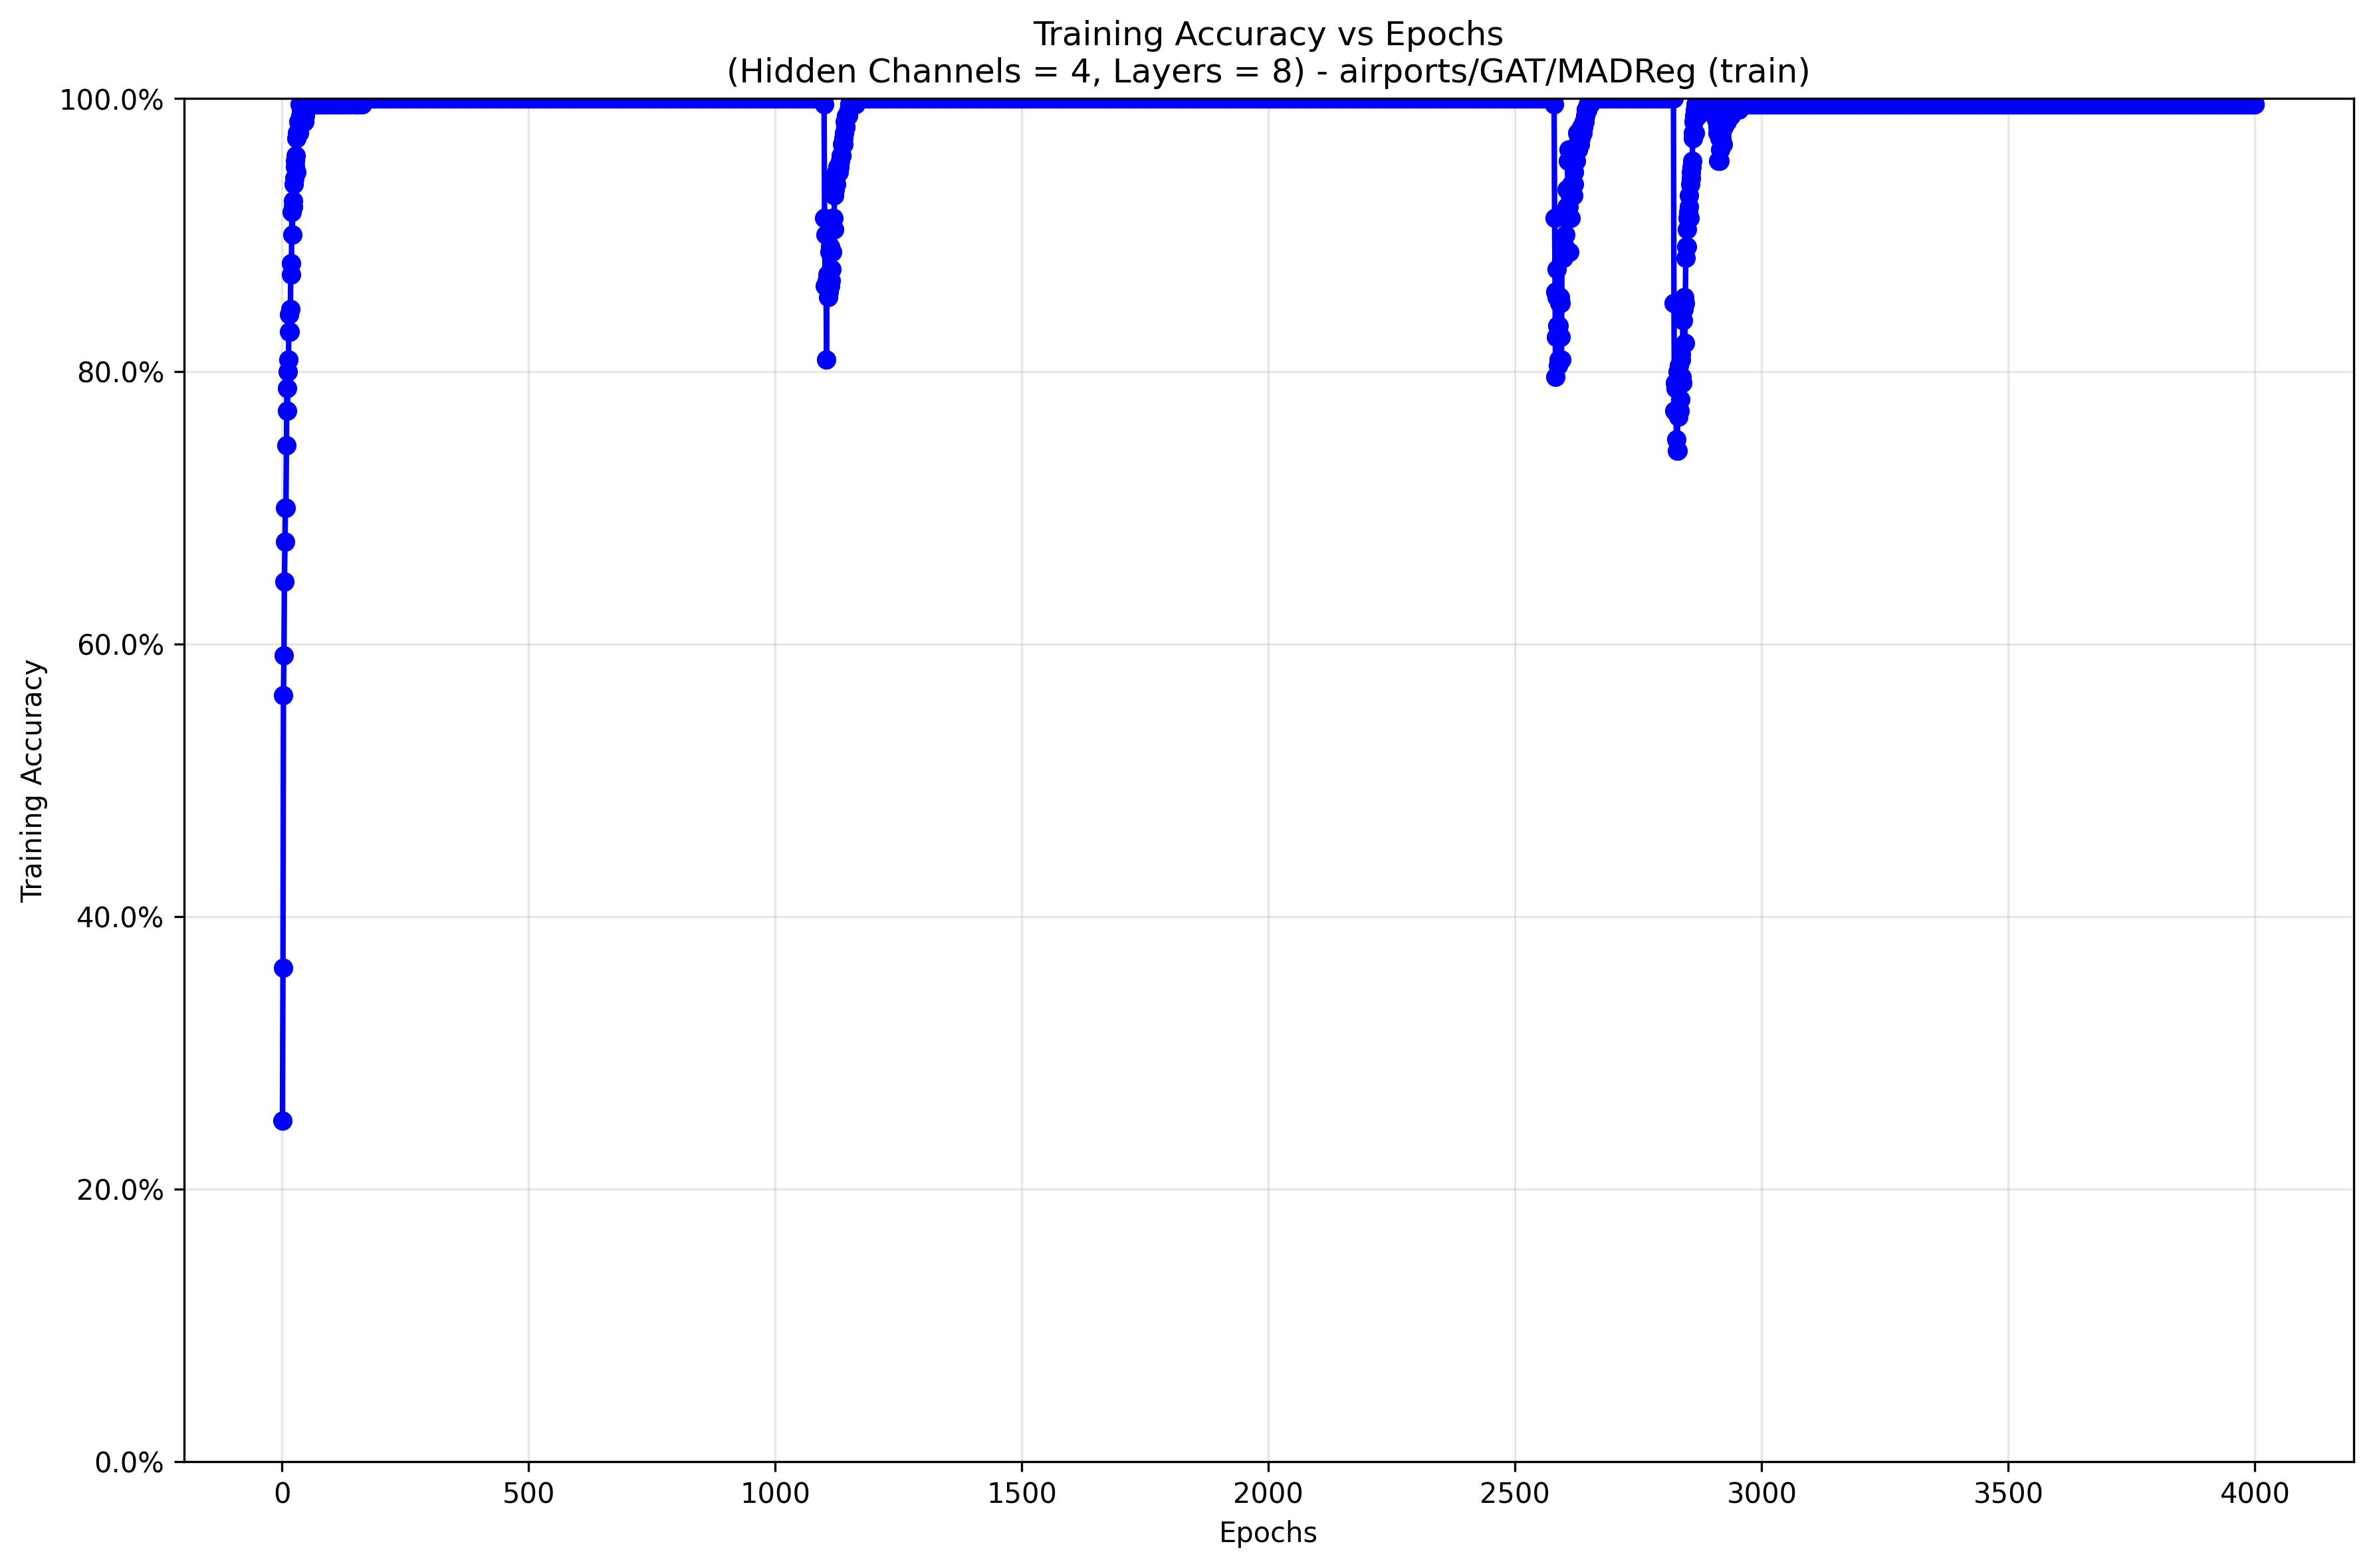 Training Accuracy vs Epochs
(Hidden Channels = 4, Layers = 8) - airports/GAT/MADReg (train)
Training Accuracy
100.0%
80.0%
60.0%
40.0%
20.0%
0.0%
0 500 1000 1500 2000 2500 3000 3500 4000
Epochs